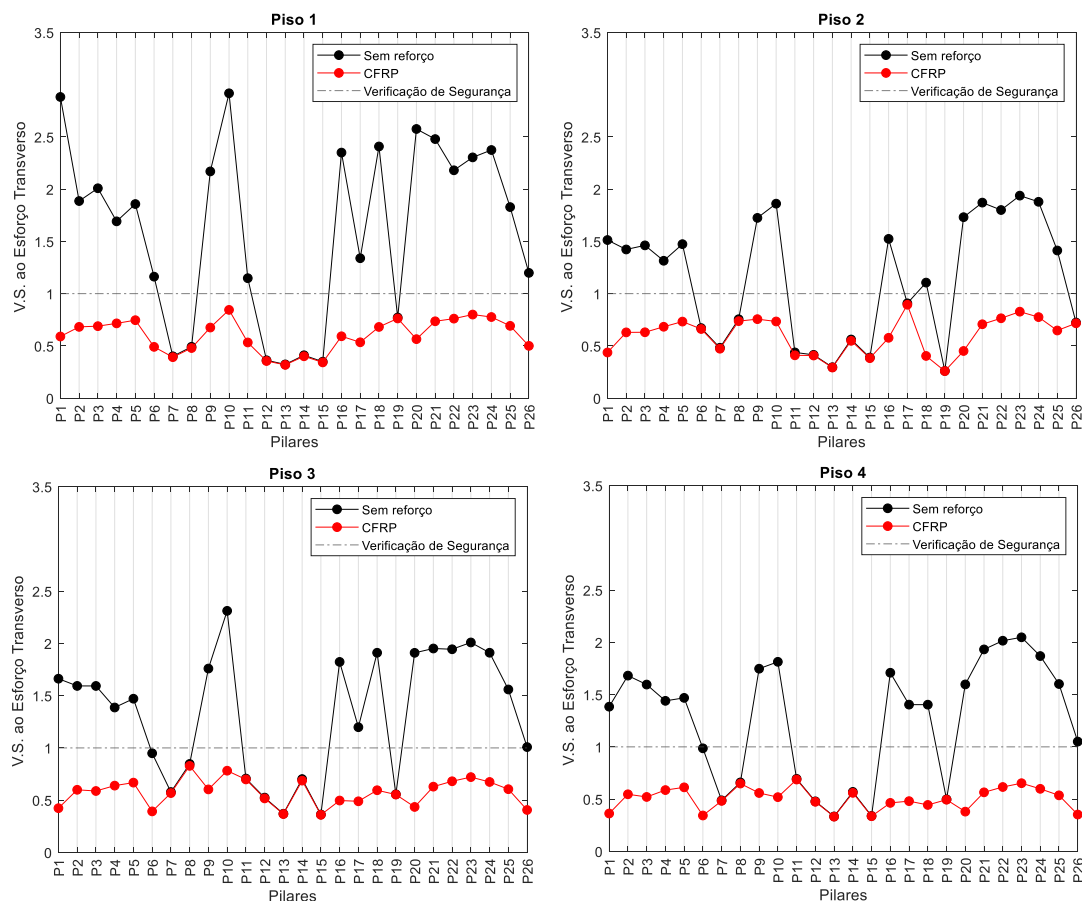 Piso 1
3.5
3
2.5
2
1.5
1
0.5
0
V.S. ao Esforço Transverso
Sem reforço
CFRP
Verificação de Segurança
P1 P2 P3 P4 P5 P6 P7 P8 P9 P10 P11 P12 P13 P14 P15 P16 P17 P18 P19 P20 P21 P22 P23 P24 P25 P26
Pilares
Piso 2
3.5
3
2.5
2
1.5
1
0.5
0
V.S. ao Esforço Transverso
Sem reforço
CFRP
Verificação de Segurança
P1 P2 P3 P4 P5 P6 P7 P8 P9 P10 P11 P12 P13 P14 P15 P16 P17 P18 P19 P20 P21 P22 P23 P24 P25 P26
Pilares
Piso 3
3.5
3
2.5
2
1.5
1
0.5
0
V.S. ao Esforço Transverso
Sem reforço
CFRP
Verificação de Segurança
P1 P2 P3 P4 P5 P6 P7 P8 P9 P10 P11 P12 P13 P14 P15 P16 P17 P18 P19 P20 P21 P22 P23 P24 P25 P26
Pilares
Piso 4
3.5
3
2.5
2
1.5
1
0.5
0
V.S. ao Esforço Transverso
Sem reforço
CFRP
Verificação de Segurança
P1 P2 P3 P4 P5 P6 P7 P8 P9 P10 P11 P12 P13 P14 P15 P16 P17 P18 P19 P20 P21 P22 P23 P24 P25 P26
Pilares